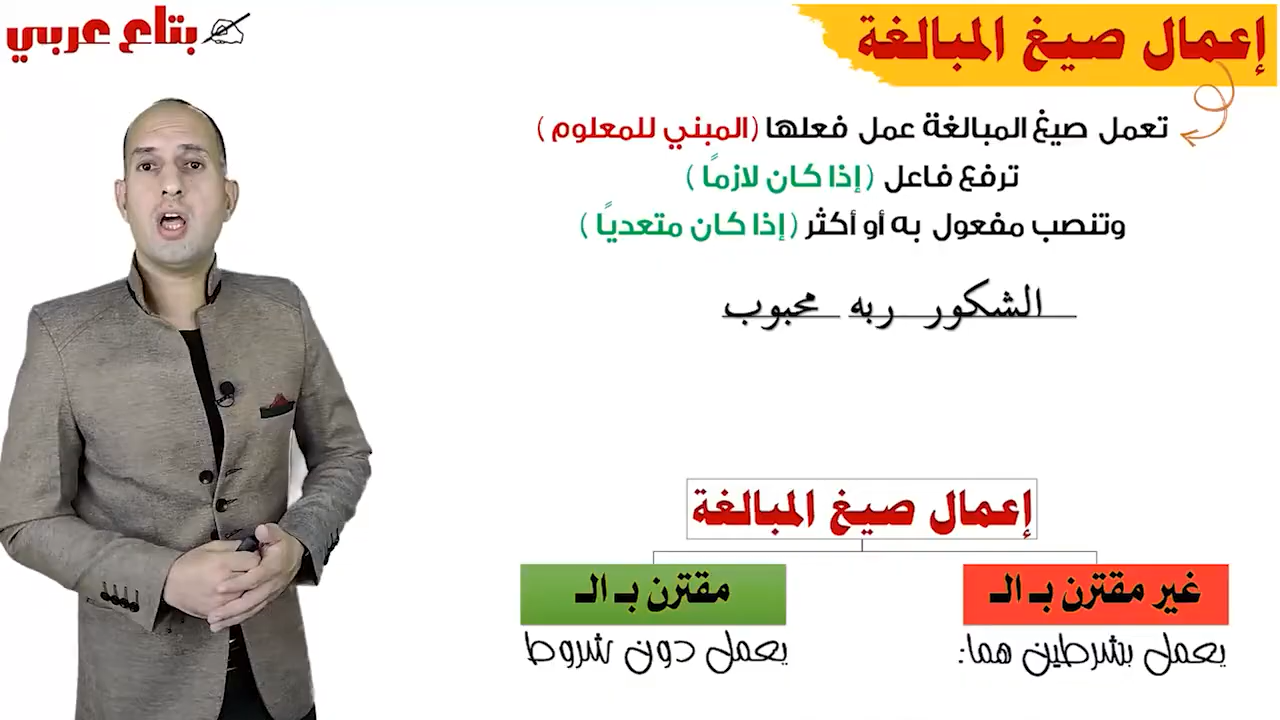 إعمال صيغ المبالغة
بتاع عربي
تعمل صيغ المبالغة عمل فعلها (المبني للمعلوم)
ترفع فاعل (إذا كان لازمًا)
وتنصب مفعول به أو أكثر (إذا كان متعديًا)
الشكور ربه محبوب
إعمال صيغ المبالغة
غير مقترن بـ الـ
مقترن بـ الـ
يعمل بشرطين هما:
يعمل دون شروط